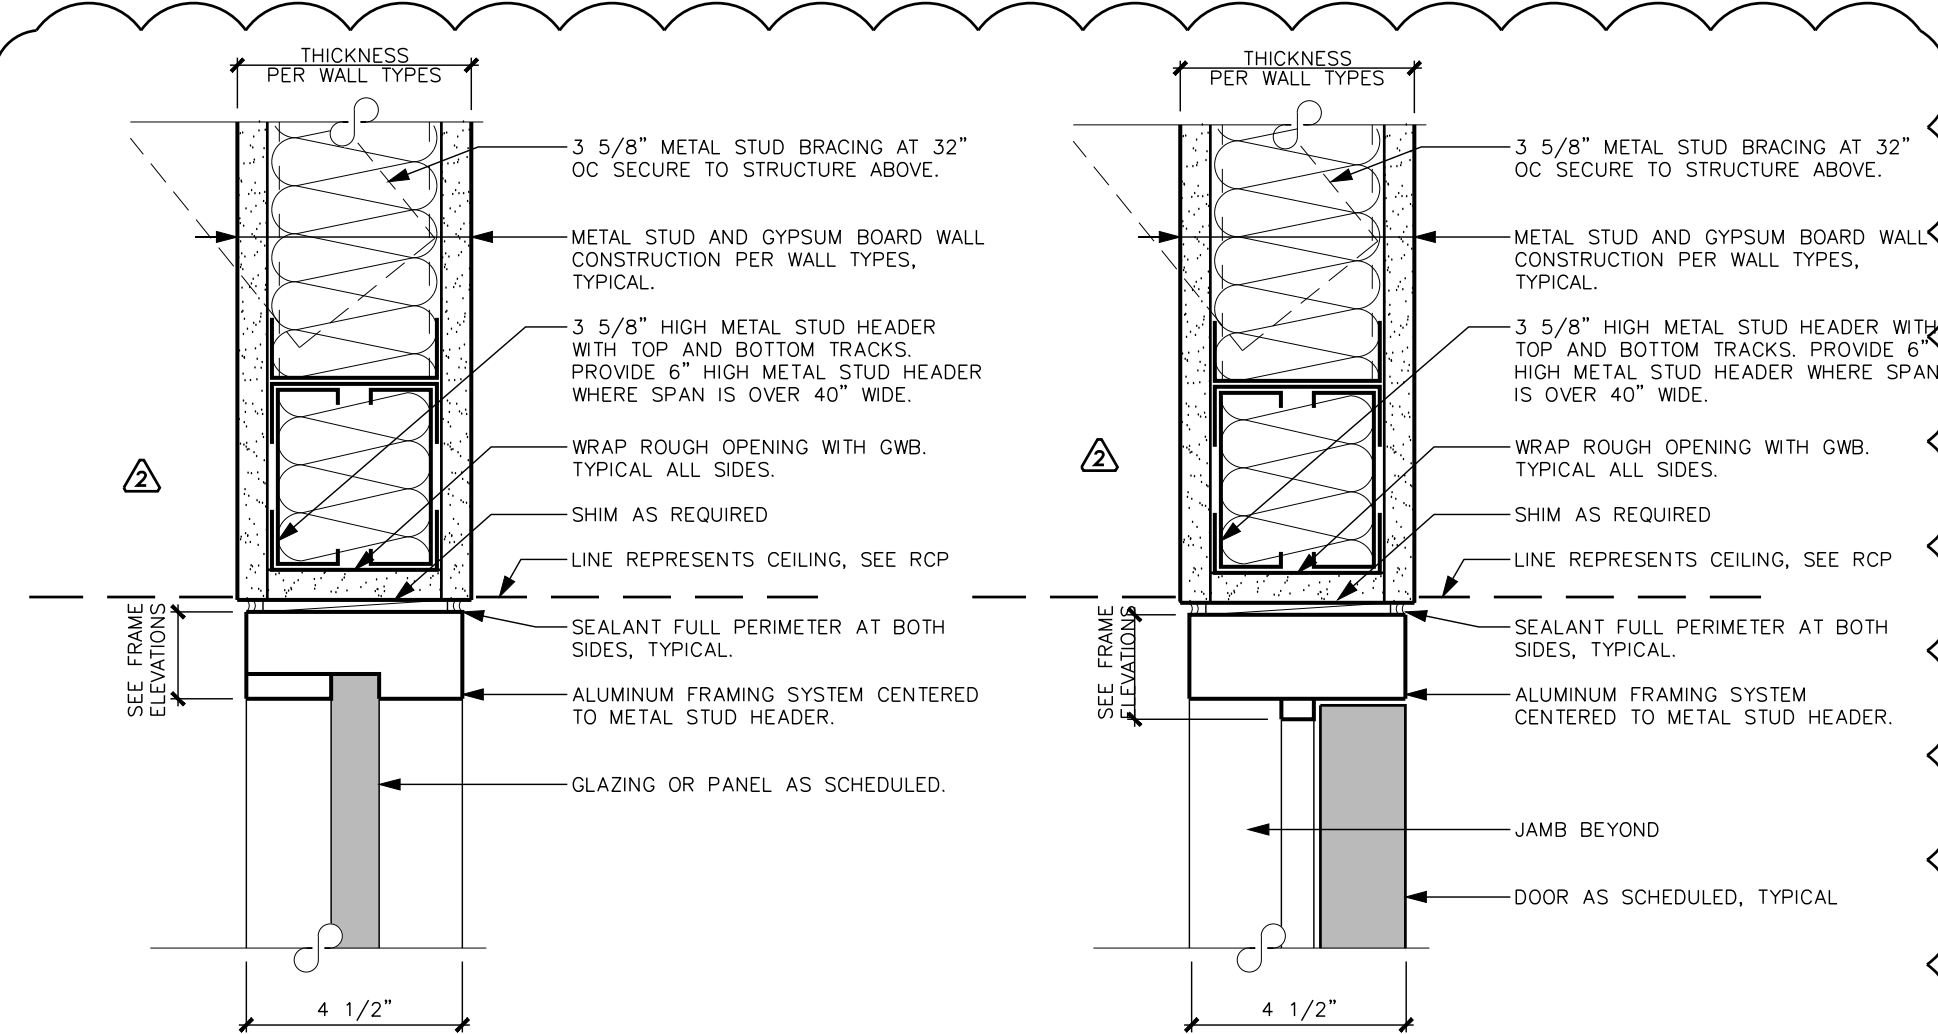 THICKNESS
PER WALL TYPES
3 5/8” METAL STUD BRACING AT 32”
OC SECURE TO STRUCTURE ABOVE.
METAL STUD AND GYPSUM BOARD WALL
CONSTRUCTION PER WALL TYPES,
TYPICAL.
3 5/8” HIGH METAL STUD HEADER
WITH TOP AND BOTTOM TRACKS.
PROVIDE 6” HIGH METAL STUD HEADER
WHERE SPAN IS OVER 40” WIDE.
WRAP ROUGH OPENING WITH GWB.
TYPICAL ALL SIDES.
2
SHIM AS REQUIRED
LINE REPRESENTS CEILING, SEE RCP
SEE FRAME
ELEVATIONS
SEALANT FULL PERIMETER AT BOTH
SIDES, TYPICAL.
ALUMINUM FRAMING SYSTEM CENTERED
TO METAL STUD HEADER.
GLAZING OR PANEL AS SCHEDULED.
4 1/2”
THICKNESS
PER WALL TYPES
3 5/8” METAL STUD BRACING AT 32”
OC SECURE TO STRUCTURE ABOVE.
METAL STUD AND GYPSUM BOARD WALL
CONSTRUCTION PER WALL TYPES,
TYPICAL.
3 5/8” HIGH METAL STUD HEADER WITH
TOP AND BOTTOM TRACKS. PROVIDE 6”
HIGH METAL STUD HEADER WHERE SPAN
IS OVER 40” WIDE.
WRAP ROUGH OPENING WITH GWB.
TYPICAL ALL SIDES.
2
SHIM AS REQUIRED
LINE REPRESENTS CEILING, SEE RCP
SEE FRAME
ELEVATIONS
SEALANT FULL PERIMETER AT BOTH
SIDES, TYPICAL.
ALUMINUM FRAMING SYSTEM
CENTERED TO METAL STUD HEADER.
JAMB BEYOND
DOOR AS SCHEDULED, TYPICAL
4 1/2”